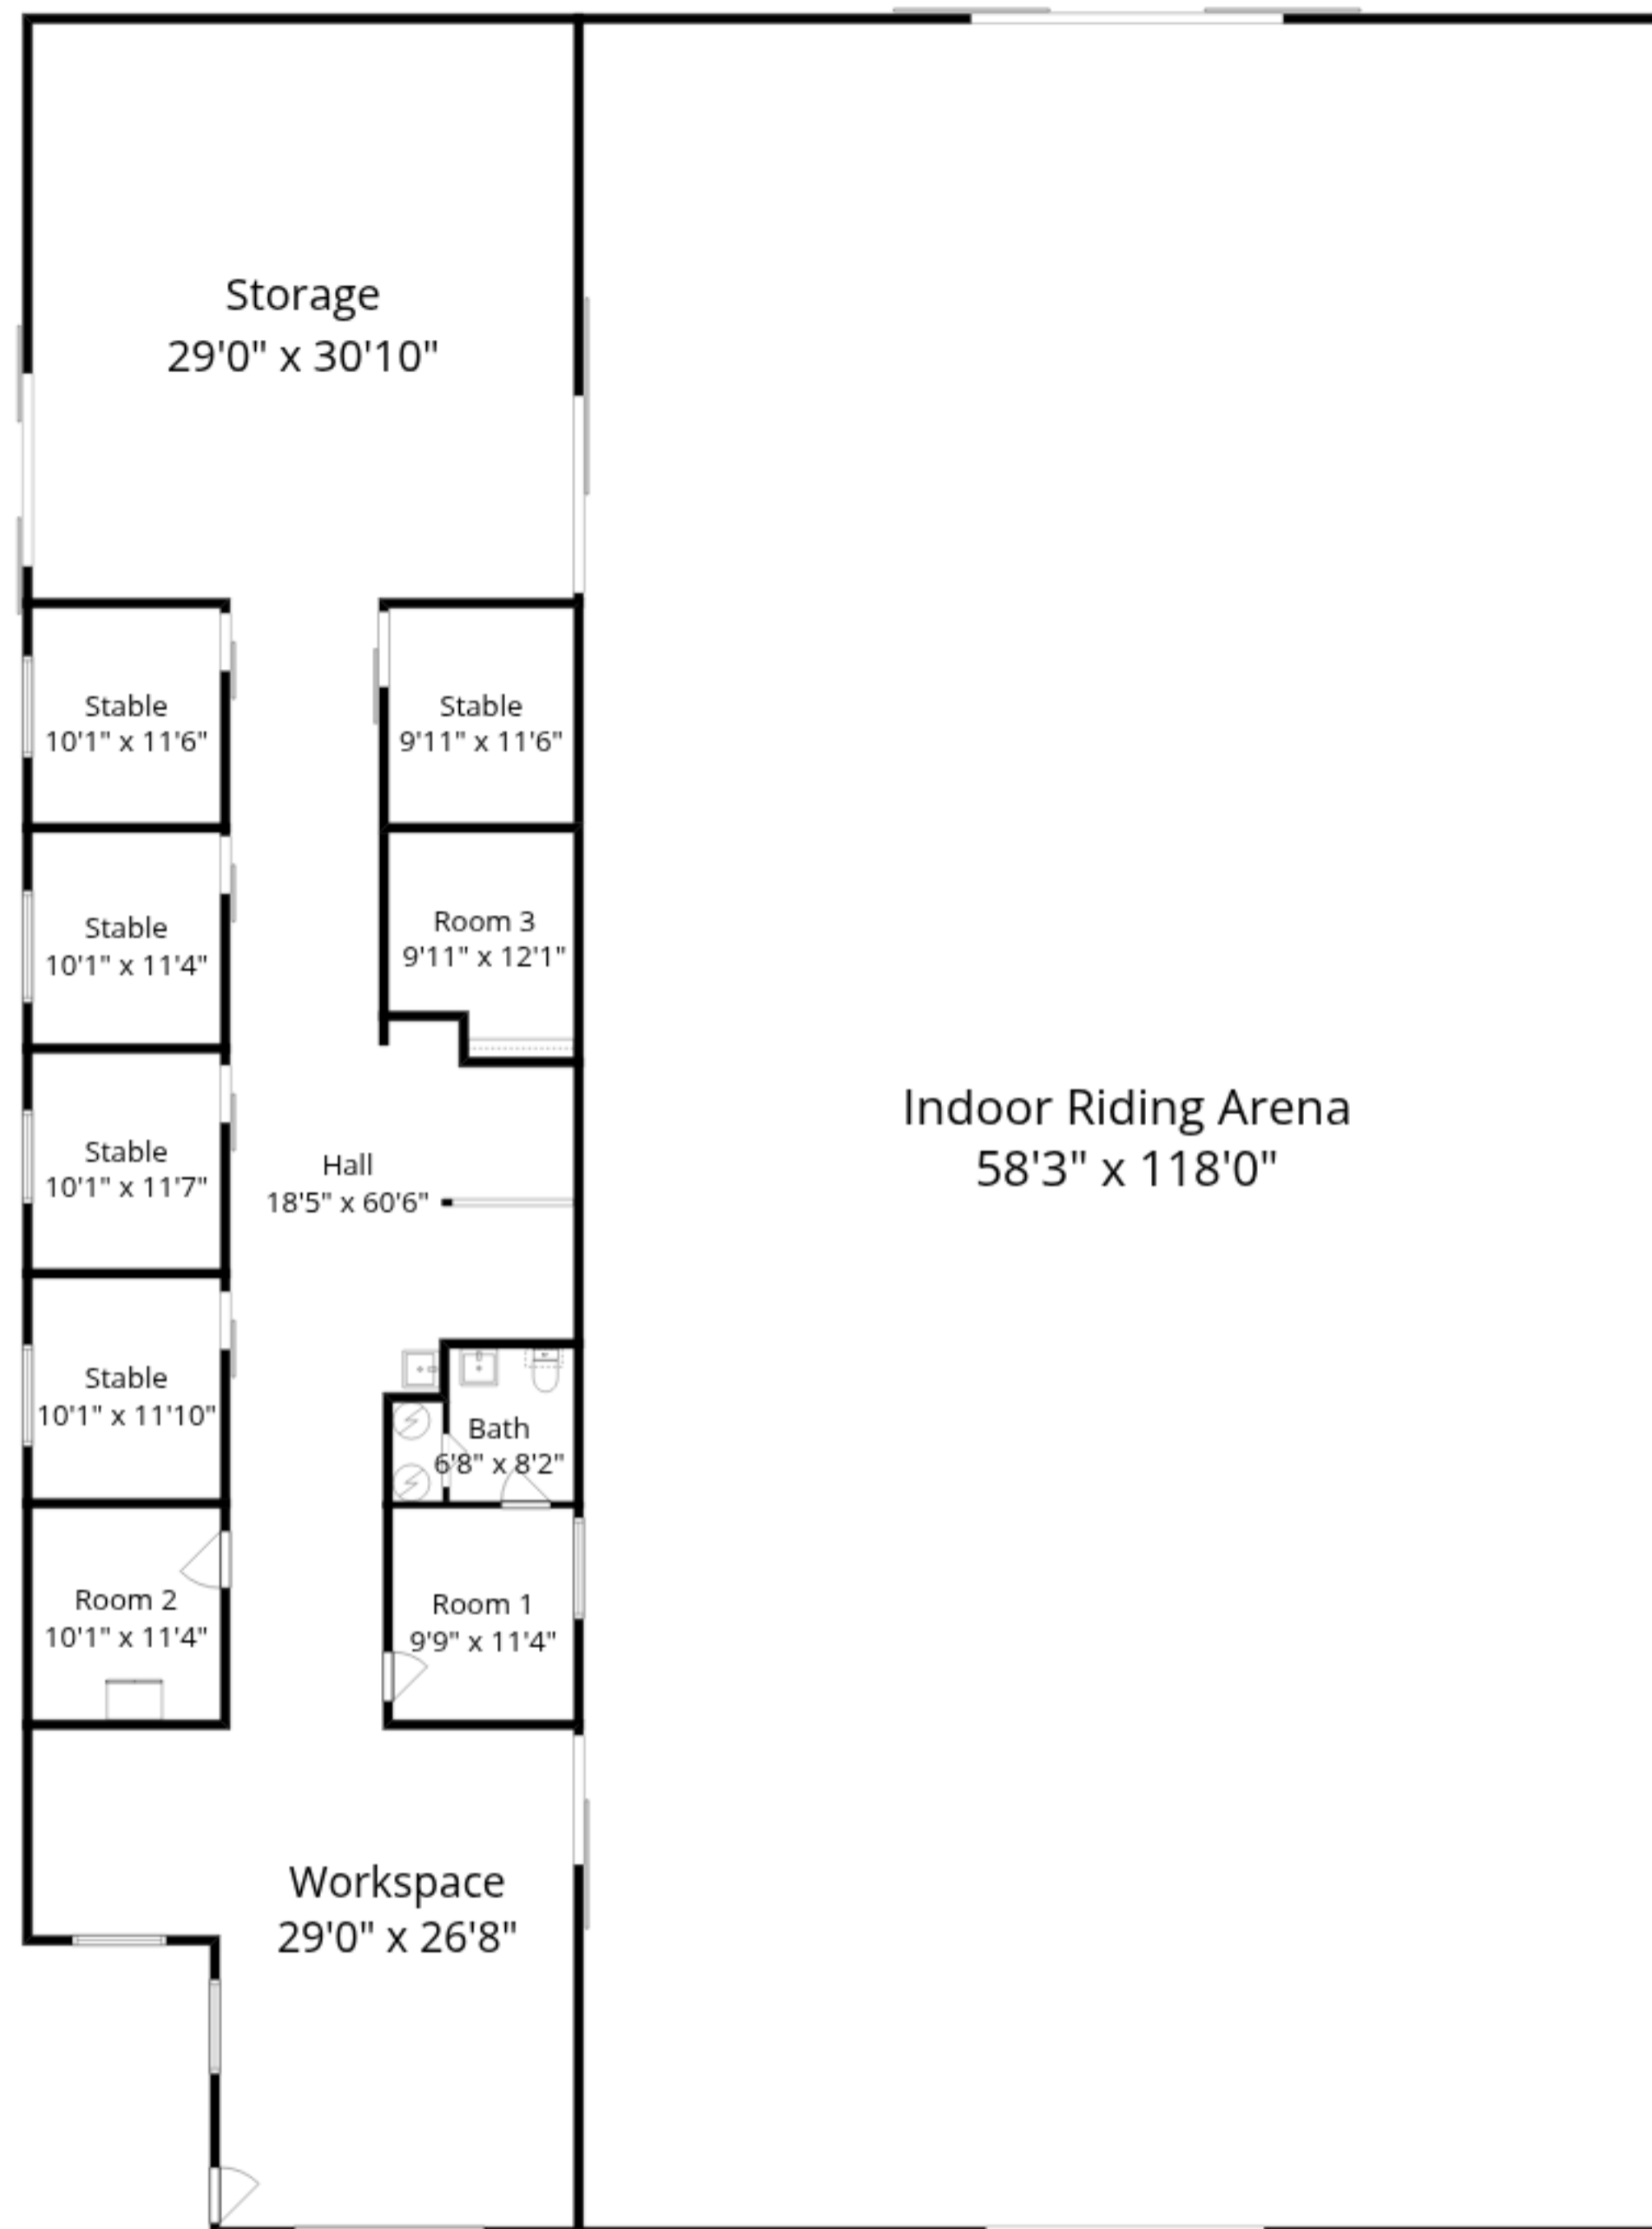 Storage
29'0" x 30'10"
Stable
10'1" x 11'6"
Stable
9'11" x 11'6"
Stable
10'1" x 11'4"
Room 3
9'11" x 12'1"
Indoor Riding Arena
58'3" x 118'0"
Stable
10'1" x 11'7"
Hall
18'5" x 60'6"
Stable
10'1" x 11'10"
Bath
6'8" x 8'2"
Room 2
10'1" x 11'4"
Room 1
9'9" x 11'4"
Workspace
29'0" x 26'8"